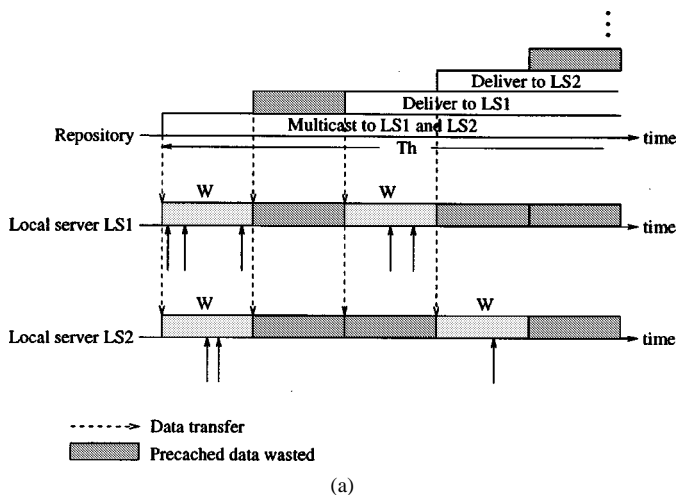 Deliver to LS2
Deliver to LS1
Multicast to LS1 and LS2
Repository
time
Th
W
W
Local server LS1
time
W
W
Local server LS2
time
Data transfer
Precached data wasted
(a)